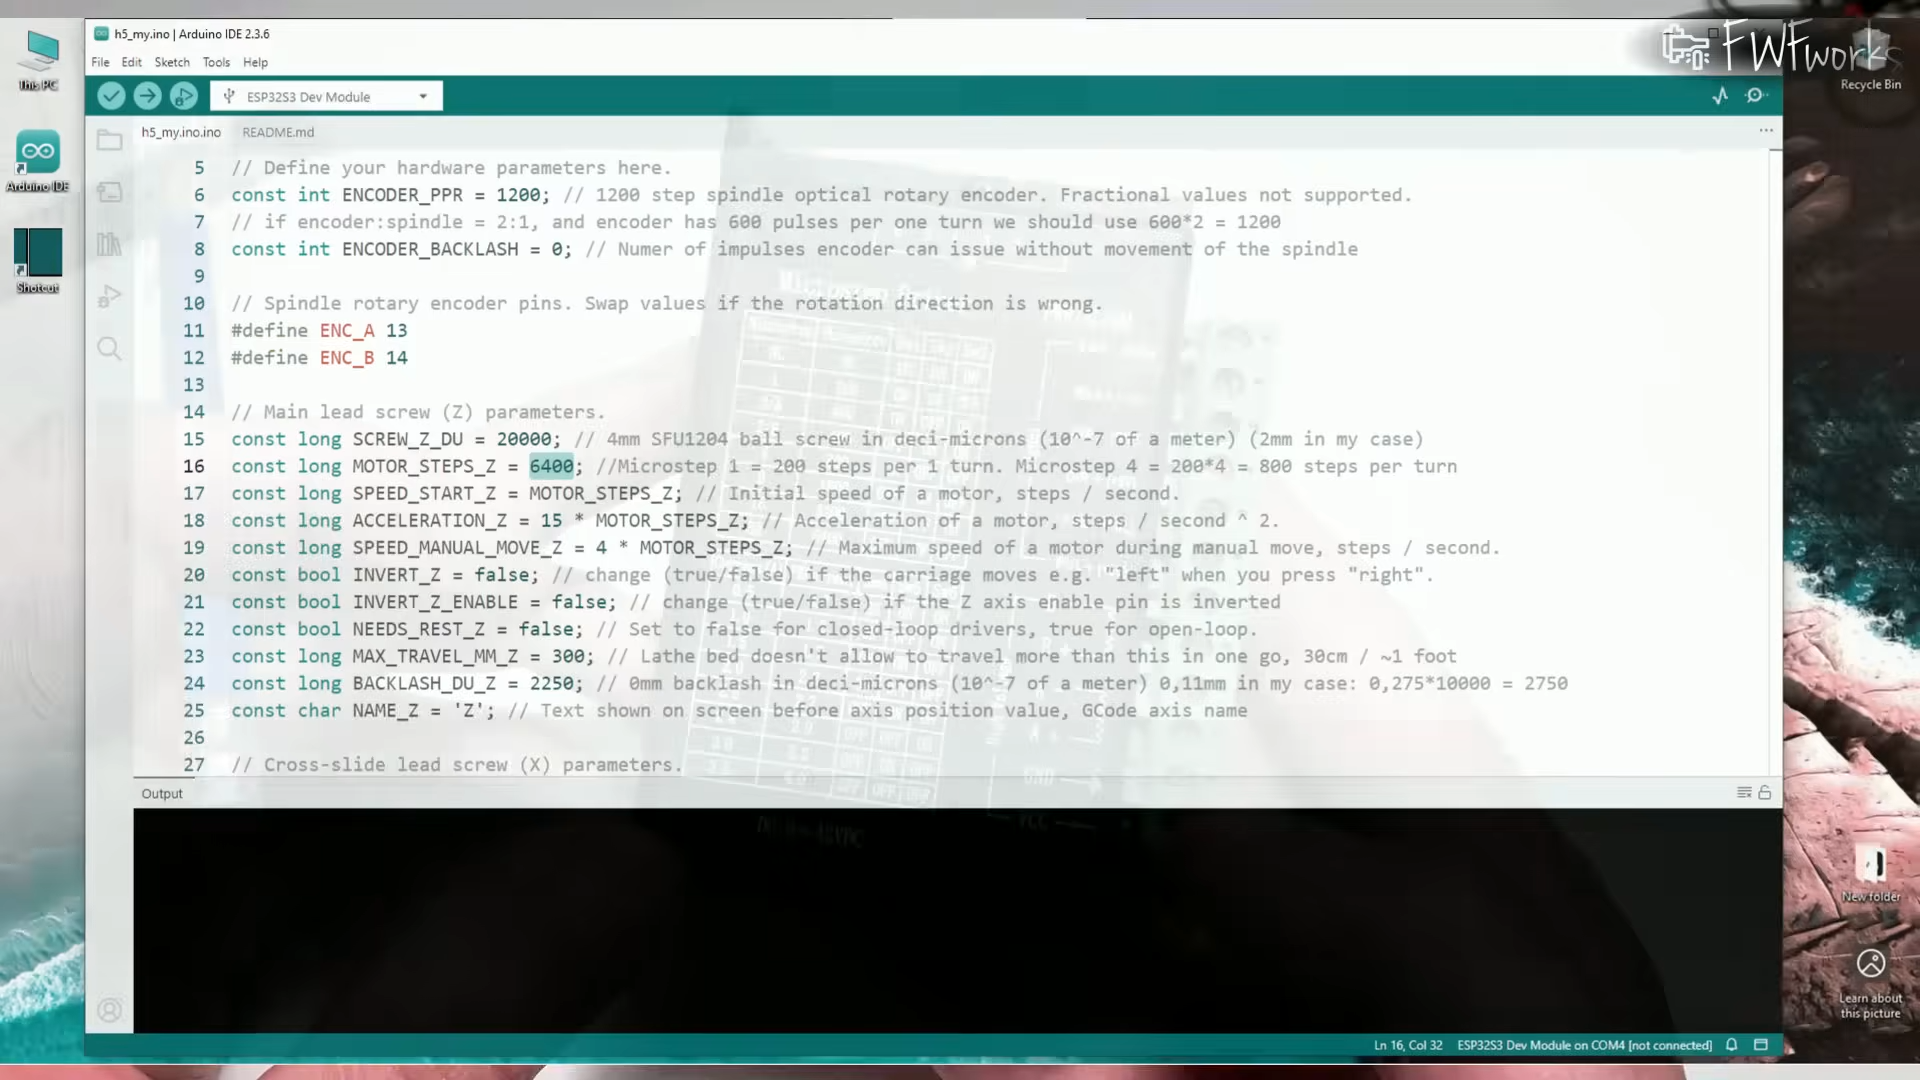 h5_my.ino | Arduino IDE 2.3.6
FWFworks
This PC
Recycle Bin
File Edit Sketch Tools Help
ESP32S3 Dev Module
h5_my.ino.ino README.md
Arduino IDE
Shotcut
5 // Define your hardware parameters here.
6 const int ENCODER_PPR = 1200; // 1200 step spindle optical rotary encoder. Fractional values not supported.
7 // if encoder:spindle = 2:1, and encoder has 600 pulses per one turn we should use 600*2 = 1200
8 const int ENCODER_BACKLASH = 0; // Numer of impulses encoder can issue without movement of the spindle
9
10 // Spindle rotary encoder pins. Swap values if the rotation direction is wrong.
11 #define ENC_A 13
12 #define ENC_B 14
13
14 // Main lead screw (Z) parameters.
15 const long SCREW_Z_DU = 20000; // 4mm SFU1204 ball screw in deci-microns (10^-7 of a meter) (2mm in my case)
16 const long MOTOR_STEPS_Z = 6400; //Microstep 1 = 200 steps per 1 turn. Microstep 4 = 200*4 = 800 steps per turn
17 const long SPEED_START_Z = MOTOR_STEPS_Z; // Initial speed of a motor, steps / second.
18 const long ACCELERATION_Z = 15 * MOTOR_STEPS_Z; // Acceleration of a motor, steps / second ^ 2.
19 const long SPEED_MANUAL_MOVE_Z = 4 * MOTOR_STEPS_Z; // Maximum speed of a motor during manual move, steps / second.
20 const bool INVERT_Z = false; // change (true/false) if the carriage moves e.g. "left" when you press "right".
21 const bool INVERT_Z_ENABLE = false; // change (true/false) if the Z axis enable pin is inverted
22 const bool NEEDS_REST_Z = false; // Set to false for closed-loop drivers, true for open-loop.
23 const long MAX_TRAVEL_MM_Z = 300; // Lathe bed doesn't allow to travel more than this in one go, 30cm / ~1 foot
24 const long BACKLASH_DU_Z = 2250; // 0mm backlash in deci-microns (10^-7 of a meter) 0,11mm in my case: 0,275*10000 = 2750
25 const char NAME_Z = 'Z'; // Text shown on screen before axis position value, GCode axis name
26
27 // Cross-slide lead screw (X) parameters.
Output
New folder
Learn about
this picture
Ln 16, Col 32 ESP32S3 Dev Module on COM4 [not connected]